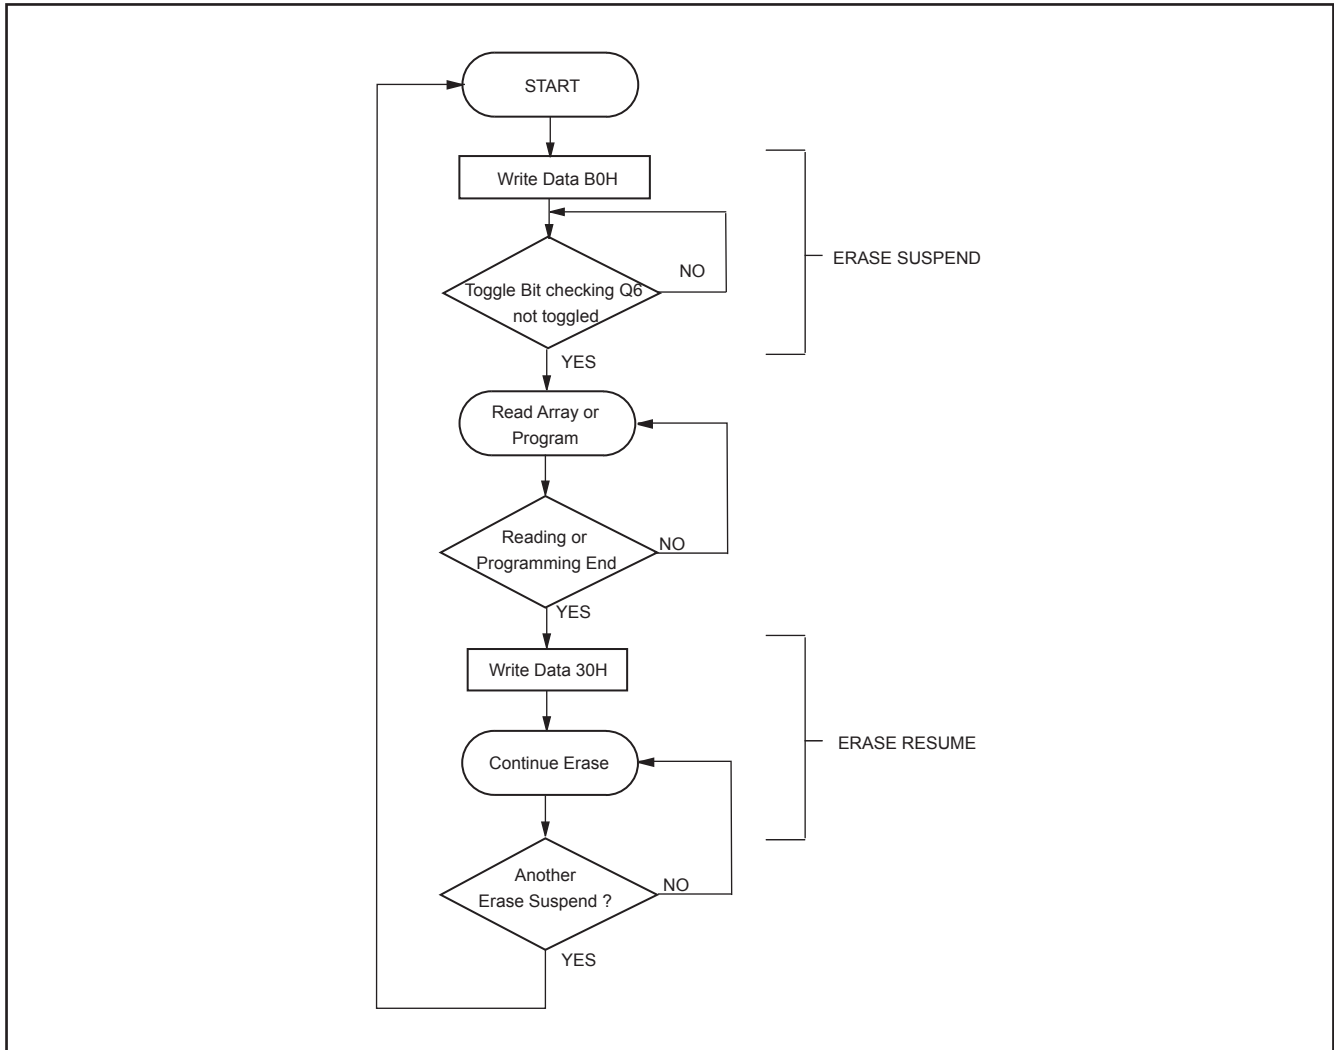 START
Write Data B0H
ERASE SUSPEND
NO
Toggle Bit checking Q6
not toggled
YES
Read Array or
Program
Reading or
Programming End
NO
YES
Write Data 30H
ERASE RESUME
Continue Erase
Another
Erase Suspend ?
NO
YES